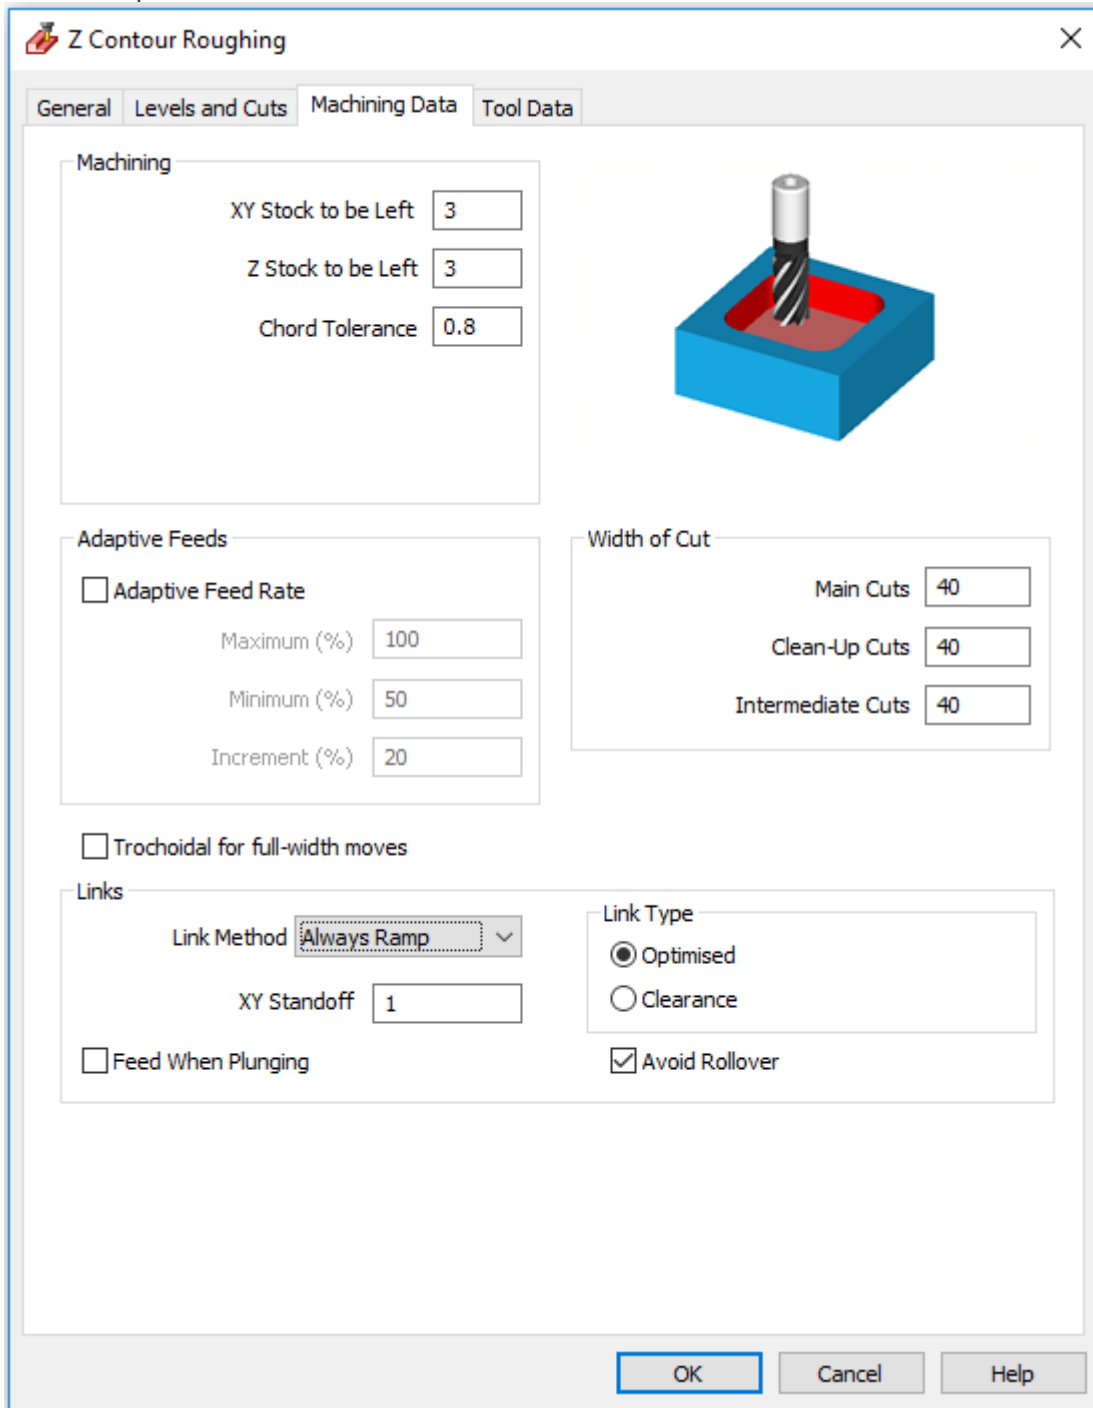 Z Contour Roughing
General Levels and Cuts Machining Data Tool Data
Machining
XY Stock to be Left 3
Z Stock to be Left 3
Chord Tolerance 0.8
Adaptive Feeds
Adaptive Feed Rate
Maximum (%) 100
Minimum (%) 50
Increment (%) 20
Width of Cut
Main Cuts 40
Clean-Up Cuts 40
Intermediate Cuts 40
Trochoidal for full-width moves
Links
Link Method Always Ramp
XY Standoff 1
Feed When Plunging
Link Type
Optimised
Clearance
Avoid Rollover
OK Cancel Help